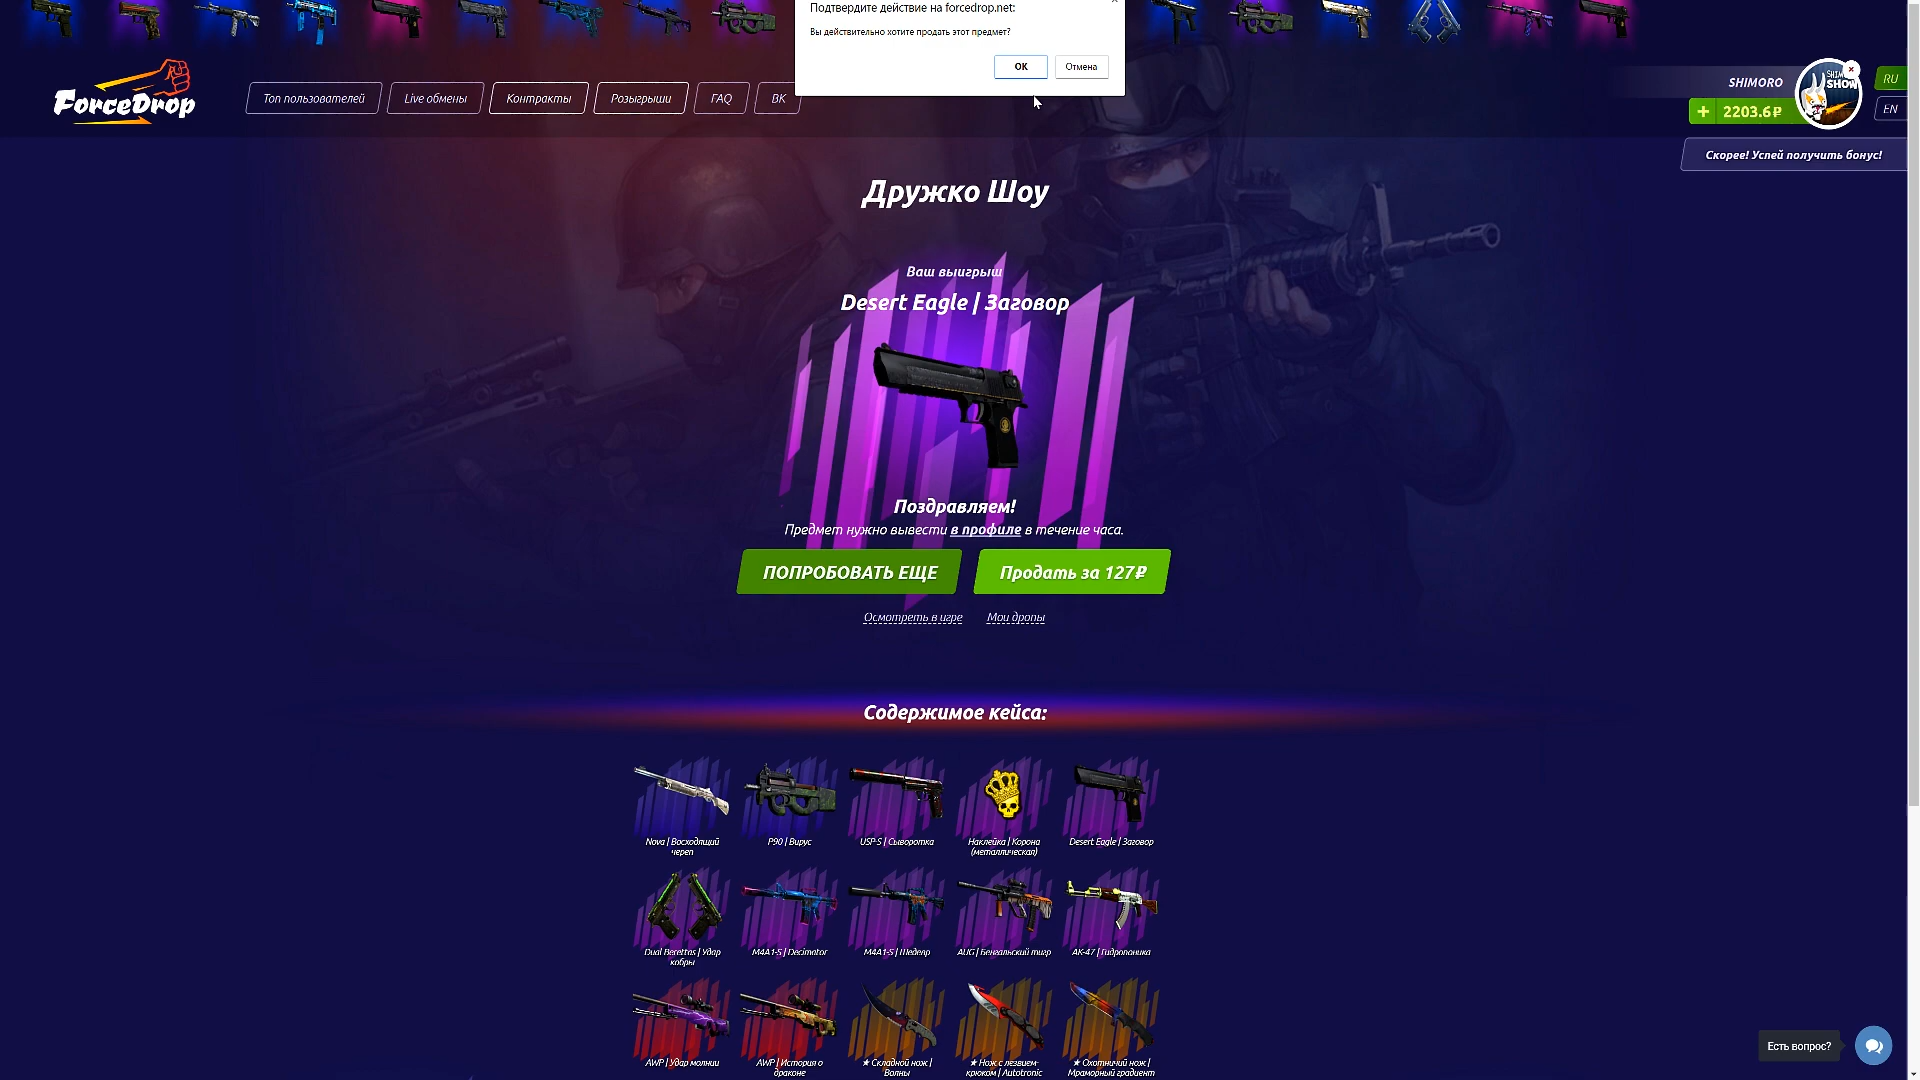 Подтвердите действие на forcedrop.net:
Вы действительно хотите продать этот предмет?
ОК
Отмена
ForceDrop
Топ пользователей
Live обмены
Контракты
Розыгрыши
FAQ
ВК
SHIMORO
SHOW
+ 2203.6₽
RU
EN
Скорее! Успей получить бонус!
Дружко Шоу
Ваш выигрыш
Desert Eagle | Заговор
Поздравляем!
Предмет нужно вывести в профиле в течение часа.
ПОПРОБОВАТЬ ЕЩЕ
Продать за 127₽
Осмотреть в игре
Мои дропы
Содержимое кейса:
Nova | Восходящий
череп
P90 | Вирус
USP-S | Сыворотка
Наклейка | Корона
(металлическая)
Desert Eagle | Заговор
Dual Berettas | Удар
кобры
M4A1-S | Decimator
M4A1-S | Шедевр
AUG | Бенгальский тигр
AK-47 | Гидропоника
AWP | Удар молнии
AWP | История о
драконе
★ Складной нож |
Волны
★ Нож с лезвием-
крюком | Autotronic
★ Охотничий нож |
Мраморный градиент
Есть вопрос?